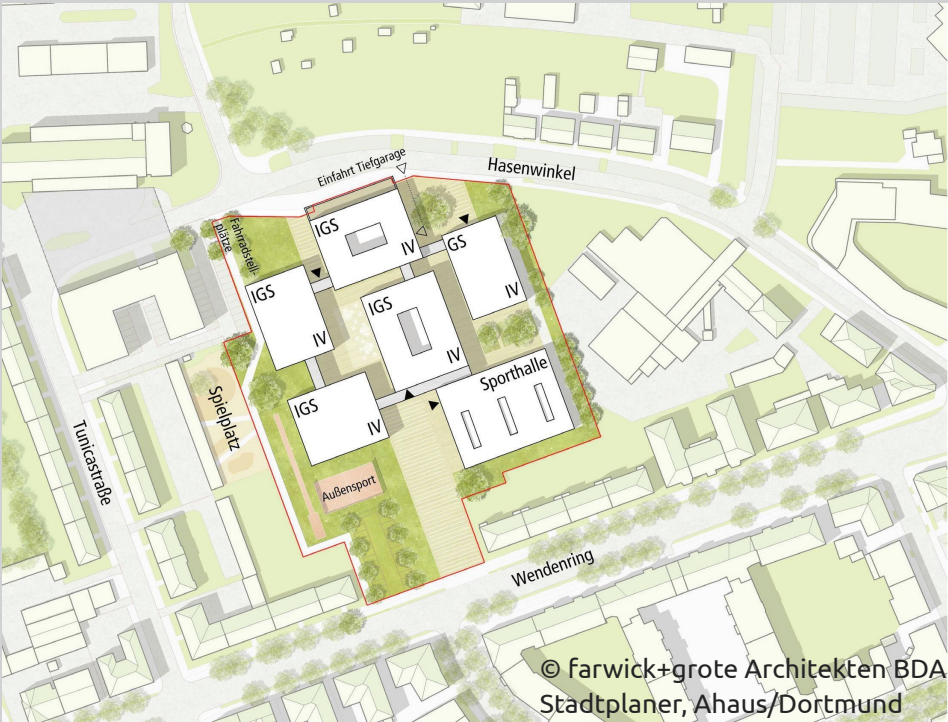 Einfahrt Tiefgarage
Hasenwinkel
Fahrradstell-
plätze
IGS
IV
GS
IV
IGS
IV
IGS
IV
Sporthalle
IGS
IV
Spielplatz
Tunicastraße
Außensport
Wendenring
© farwick+grote Architekten BDA
Stadtplaner, Ahaus/Dortmund